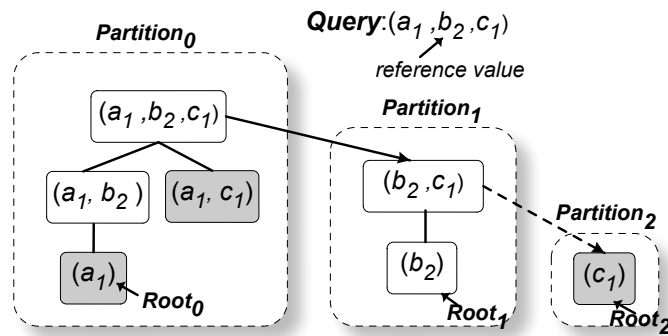 Partition0
Query:(a1 ,b2 ,c1)
reference value
Partition1
(a1 ,b2 ,c1)
(a1, b2 )
(a1, c1)
(b2 ,c1)
Partition2
(a1)
(b2)
(c1)
Root0
Root1
Root2